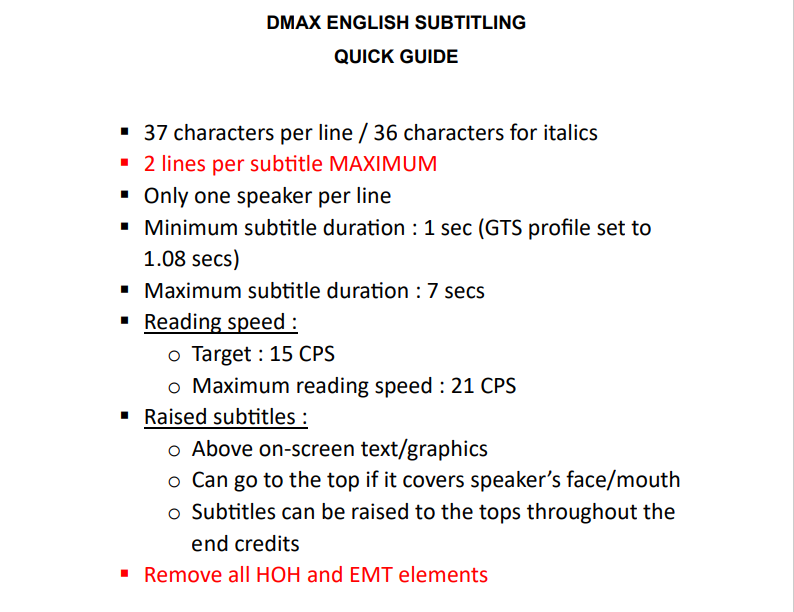 DMAX ENGLISH SUBTITLING
QUICK GUIDE
▪ 37 characters per line / 36 characters for italics
▪ 2 lines per subtitle MAXIMUM
▪ Only one speaker per line
▪ Minimum subtitle duration : 1 sec (GTS profile set to
1.08 secs)
▪ Maximum subtitle duration : 7 secs
▪ Reading speed :
o Target : 15 CPS
o Maximum reading speed : 21 CPS
▪ Raised subtitles :
o Above on-screen text/graphics
o Can go to the top if it covers speaker’s face/mouth
o Subtitles can be raised to the tops throughout the
end credits
▪ Remove all HOH and EMT elements